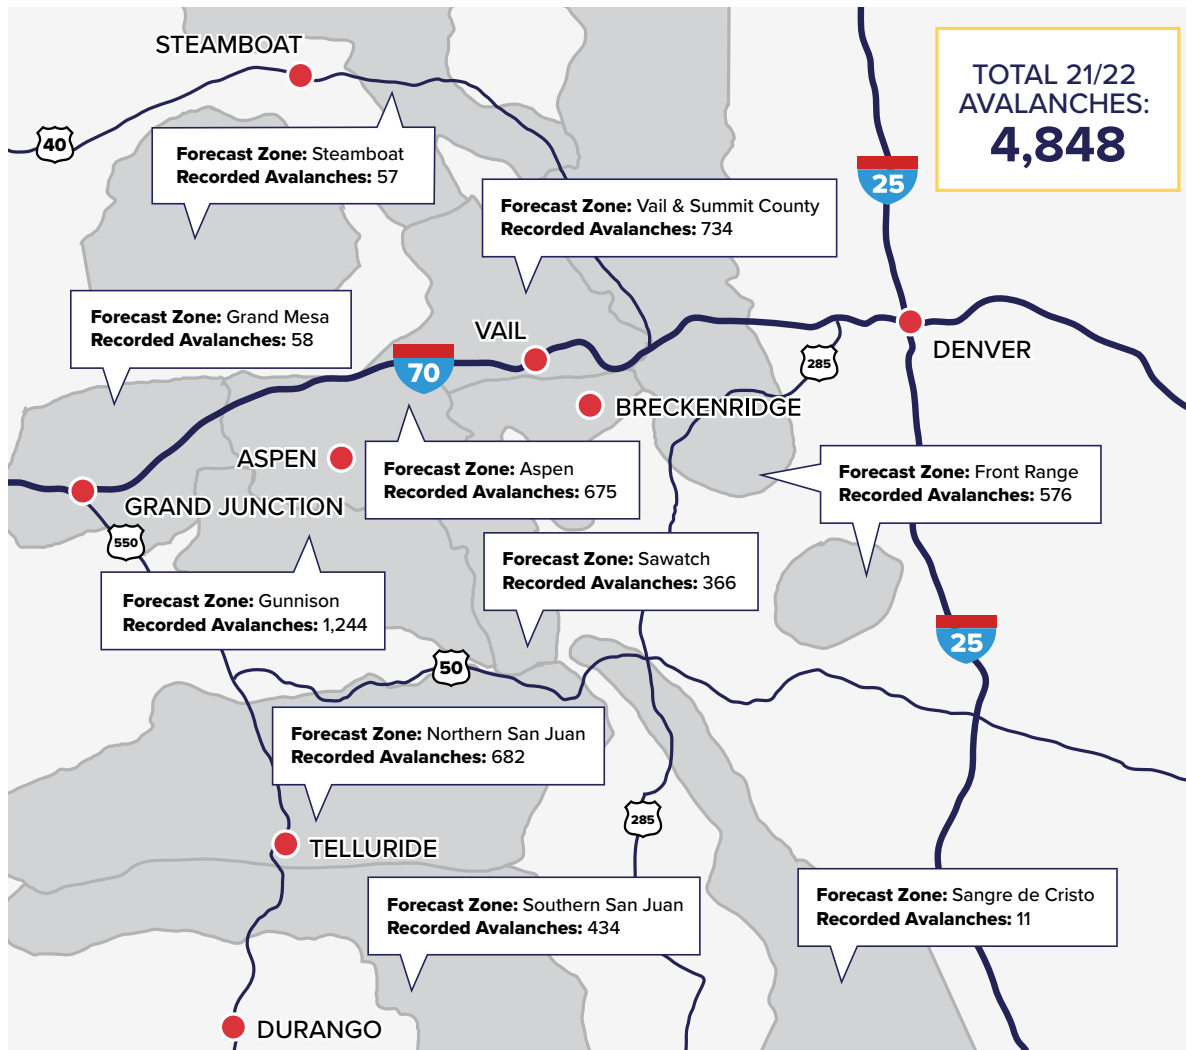 STEAMBOAT
TOTAL 21/22
AVALANCHES:
4,848
40
Forecast Zone: Steamboat
Recorded Avalanches: 57
25
Forecast Zone: Vail & Summit County
Recorded Avalanches: 734
Forecast Zone: Grand Mesa
Recorded Avalanches: 58
VAIL
DENVER
285
70
BRECKENRIDGE
ASPEN
Forecast Zone: Aspen
Recorded Avalanches: 675
Forecast Zone: Front Range
Recorded Avalanches: 576
GRAND JUNCTION
550
Forecast Zone: Sawatch
Recorded Avalanches: 366
Forecast Zone: Gunnison
Recorded Avalanches: 1,244
25
50
Forecast Zone: Northern San Juan
Recorded Avalanches: 682
285
TELLURIDE
Forecast Zone: Southern San Juan
Recorded Avalanches: 434
Forecast Zone: Sangre de Cristo
Recorded Avalanches: 11
DURANGO